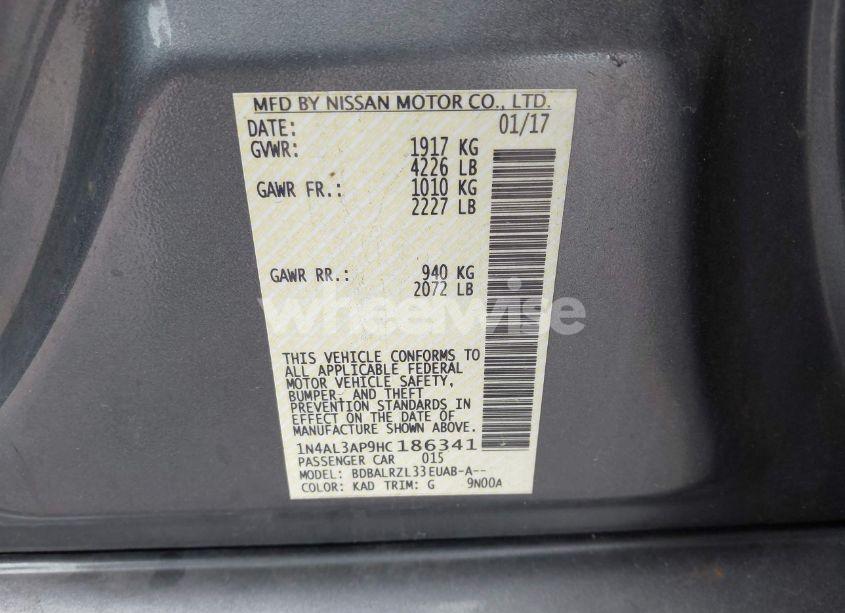 MFD BY NISSAN MOTOR CO., LTD.
DATE: 01/17
GVWR: 1917 KG
4226 LB
GAWR FR.: 1010 KG
2227 LB
GAWR RR.: 940 KG
2072 LB
wheelwise
THIS VEHICLE CONFORMS TO
ALL APPLICABLE FEDERAL
MOTOR VEHICLE SAFETY,
BUMPER, AND THEFT
PREVENTION STANDARDS IN
EFFECT ON THE DATE OF
MANUFACTURE SHOWN ABOVE.
1N4AL3AP9HC186341
PASSENGER CAR 015
MODEL: BDBALRZL33EUAB-A--
COLOR: KAD TRIM: G 9N00A